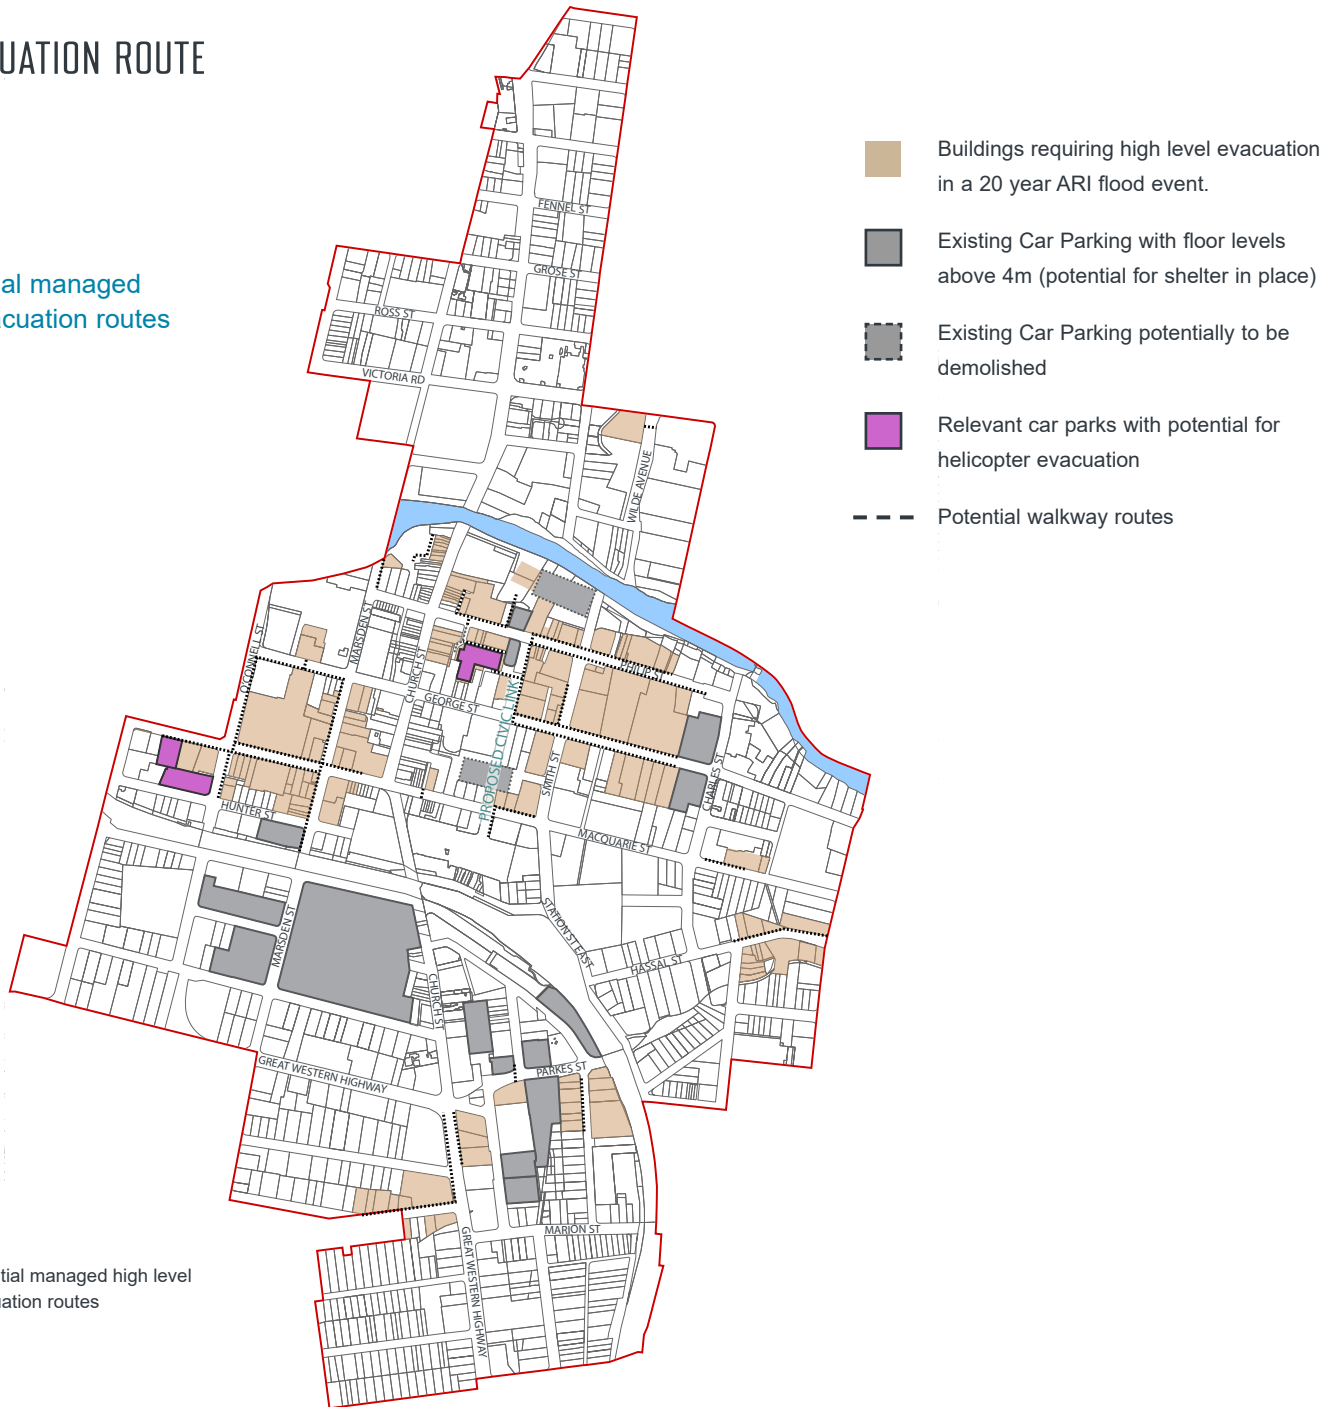 UATION ROUTE
al managed
cuation routes
Buildings requiring high level evacuation
in a 20 year ARI flood event.
Existing Car Parking with floor levels
above 4m (potential for shelter in place)
Existing Car Parking potentially to be
demolished
Relevant car parks with potential for
helicopter evacuation
Potential walkway routes
FENNEL ST
GROSE ST
ROSS ST
VICTORIA RD
WILDE AVENUE
O'CONNELL ST
MARSDEN ST
CHURCH ST
PHILIP ST
GEORGE ST
PROPOSED CIVIC LINK
SMITH ST
CHARLES ST
HUNTER ST
MACQUARIE ST
STATION ST EAST
HASSAL ST
MARSDEN ST
CHURCH ST
GREAT WESTERN HIGHWAY
PARKES ST
MARION ST
GREAT WESTERN HIGHWAY
tial managed high level
uation routes